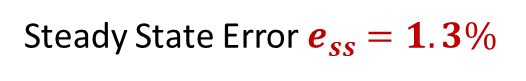 Steady State Error e_ss = 1.3%